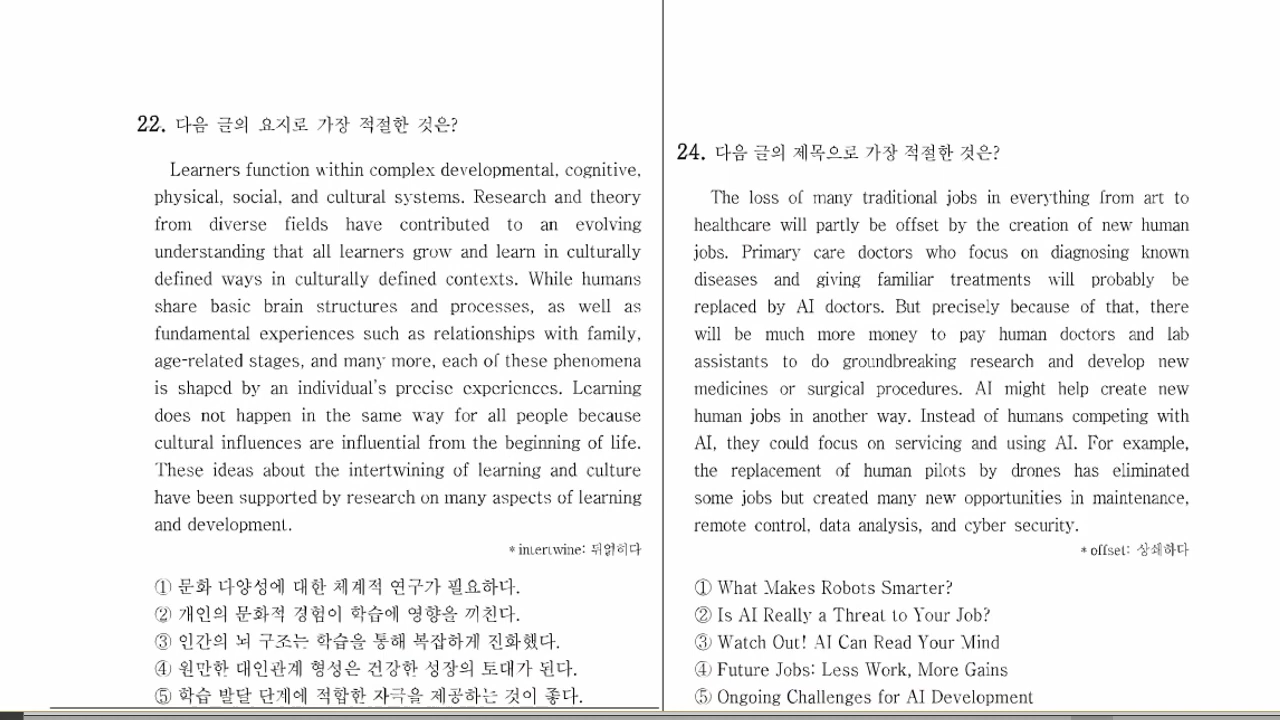 22. 다음 글의 요지로 가장 적절한 것은?
Learners function within complex developmental, cognitive,
physical, social, and cultural systems. Research and theory
from diverse fields have contributed to an evolving
understanding that all learners grow and learn in culturally
defined ways in culturally defined contexts. While humans
share basic brain structures and processes, as well as
fundamental experiences such as relationships with family,
age-related stages, and many more, each of these phenomena
is shaped by an individual's precise experiences. Learning
does not happen in the same way for all people because
cultural influences are influential from the beginning of life.
These ideas about the intertwining of learning and culture
have been supported by research on many aspects of learning
and development.
* intertwine: 뒤얽히다
① 문화 다양성에 대한 체계적 연구가 필요하다.
② 개인의 문화적 경험이 학습에 영향을 끼친다.
③ 인간의 뇌 구조는 학습을 통해 복잡하게 진화했다.
④ 원만한 대인관계 형성은 건강한 성장의 토대가 된다.
⑤ 학습 발달 단계에 적합한 자극을 제공하는 것이 좋다.
24. 다음 글의 제목으로 가장 적절한 것은?
The loss of many traditional jobs in everything from art to
healthcare will partly be offset by the creation of new human
jobs. Primary care doctors who focus on diagnosing known
diseases and giving familiar treatments will probably be
replaced by AI doctors. But precisely because of that, there
will be much more money to pay human doctors and lab
assistants to do groundbreaking research and develop new
medicines or surgical procedures. AI might help create new
human jobs in another way. Instead of humans competing with
AI, they could focus on servicing and using AI. For example,
the replacement of human pilots by drones has eliminated
some jobs but created many new opportunities in maintenance,
remote control, data analysis, and cyber security.
* offset: 상쇄하다
① What Makes Robots Smarter?
② Is AI Really a Threat to Your Job?
③ Watch Out! AI Can Read Your Mind
④ Future Jobs: Less Work, More Gains
⑤ Ongoing Challenges for AI Development